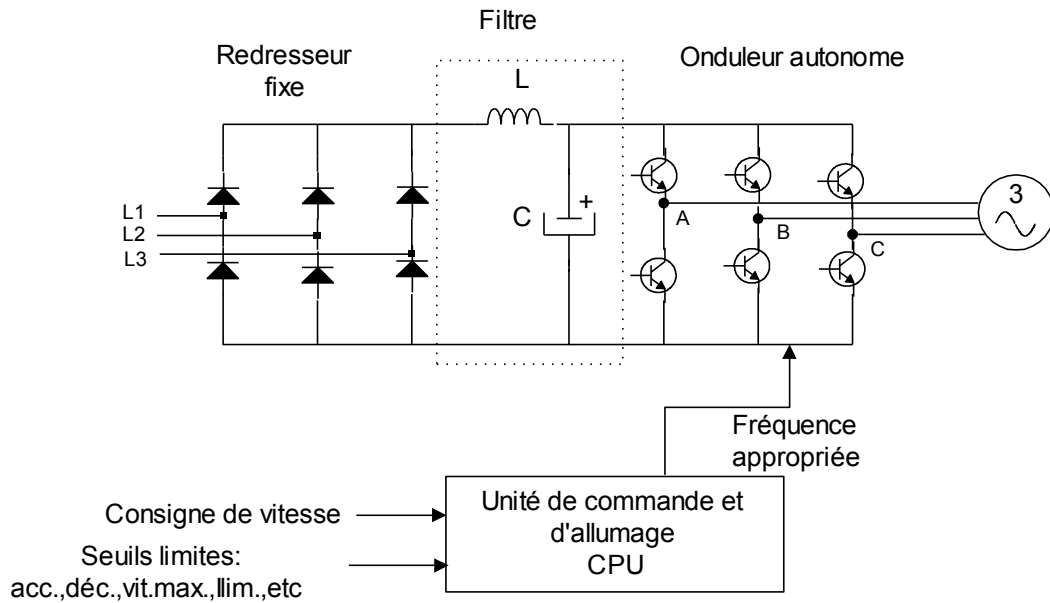 Filtre
Redresseur
fixe
Onduleur autonome
L
L1
L2
L3
C
+
A
B
C
3
Fréquence
appropriée
Unité de commande et
d'allumage
CPU
Consigne de vitesse
Seuils limites:
acc.,déc.,vit.max.,Ilim.,etc